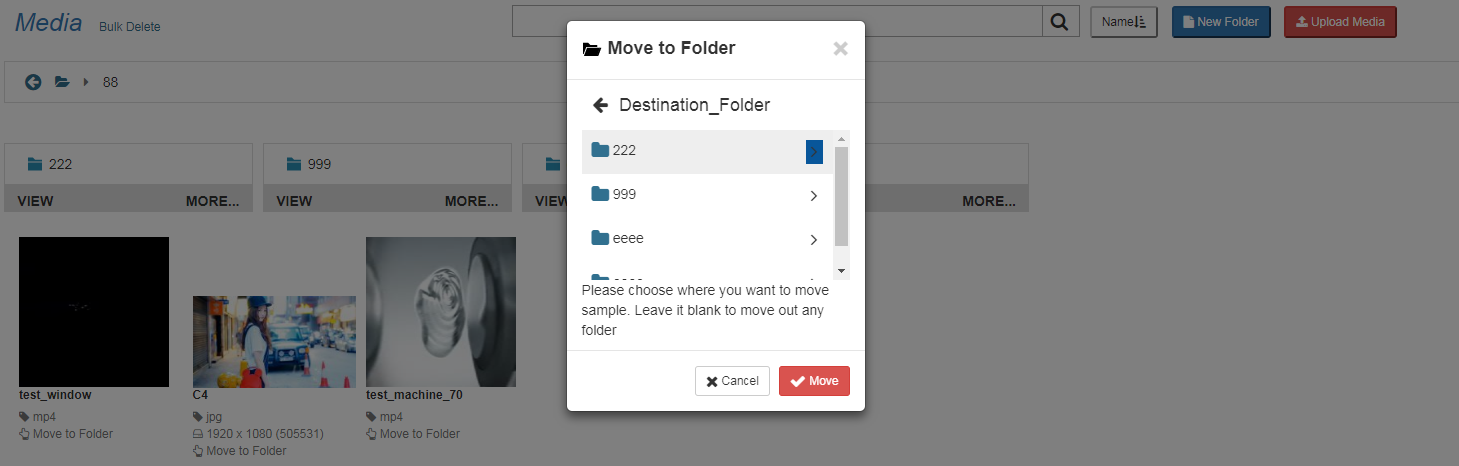 Media Bulk Delete
Name
New Folder
Upload Media
88
222
999
VIEW
MORE...
VIEW
MORE...
VIEW
MORE...
test_window
mp4
Move to Folder
C4
jpg
1920 x 1080 (505531)
Move to Folder
test_machine_70
mp4
Move to Folder
Move to Folder
Destination_Folder
222
999
eeee
Please choose where you want to move
sample. Leave it blank to move out any
folder
Cancel
Move